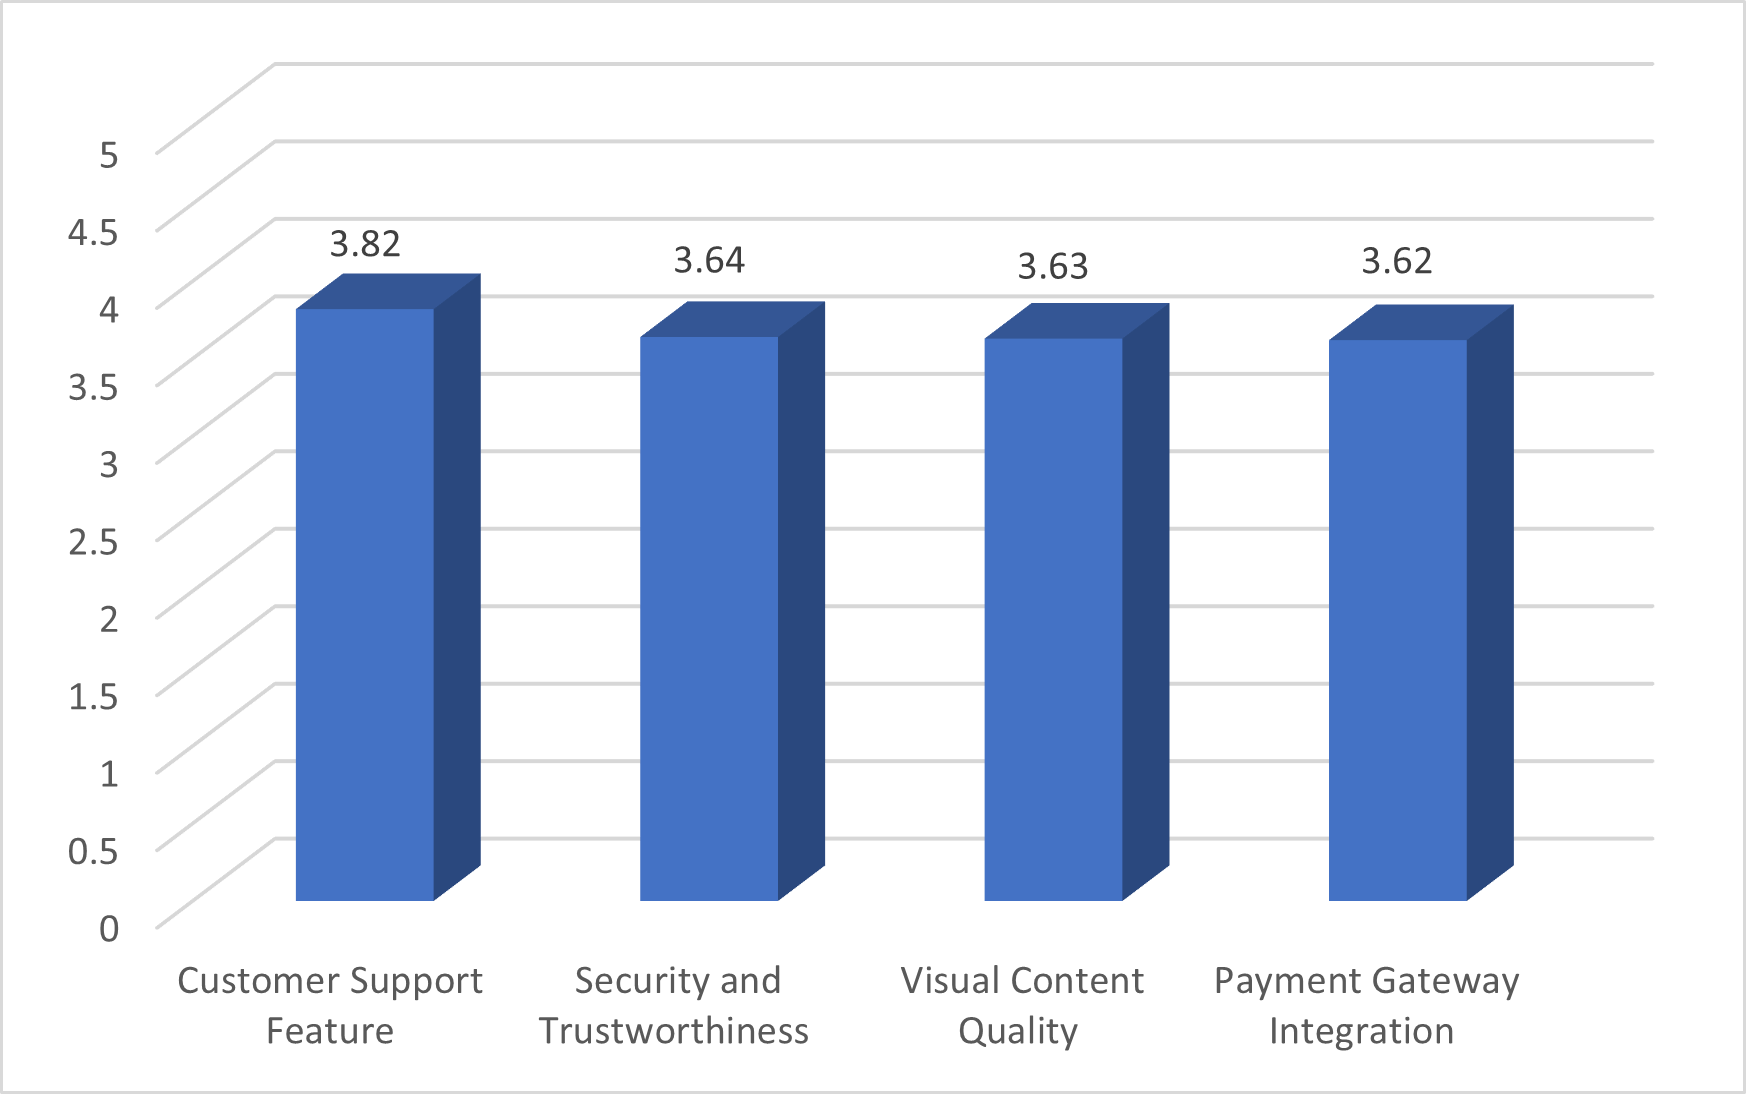 5
4.5
4
3.5
3
2.5
2
1.5
1
0.5
0
3.82
3.64
3.63
3.62
Customer Support
Feature
Security and
Trustworthiness
Visual Content
Quality
Payment Gateway
Integration